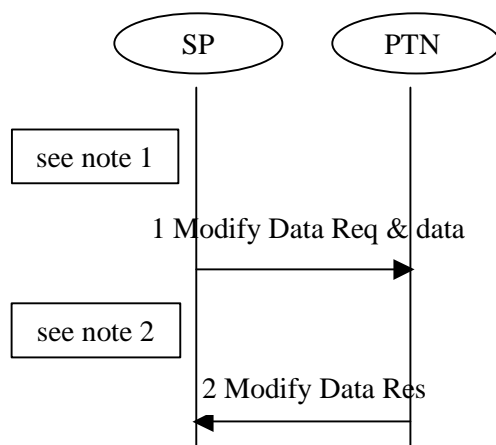 SP
PTN
see note 1
1 Modify Data Req & data
see note 2
2 Modify Data Res